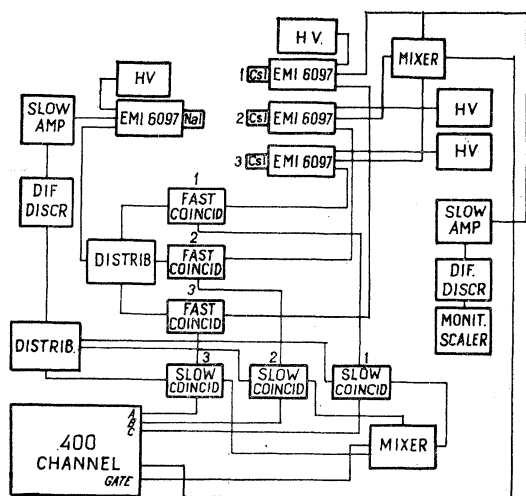 HV.
MIXER
HV
1 CsI EMI 6097
SLOW
AMP
EMI 6097 NaI
2 CsI EMI 6097
HV
3 CsI EMI 6097
HV
DIF
DISCR
1
FAST
COINCID
SLOW
AMP
2
DISTRIB
FAST
COINCID
DIF.
DISCR
3
FAST
COINCID
MONIT.
SCALER
DISTRIB.
3
SLOW
COINCID
2
SLOW
COINCID
1
SLOW
COINCID
A
B
C
.400
CHANNEL
GATE
MIXER